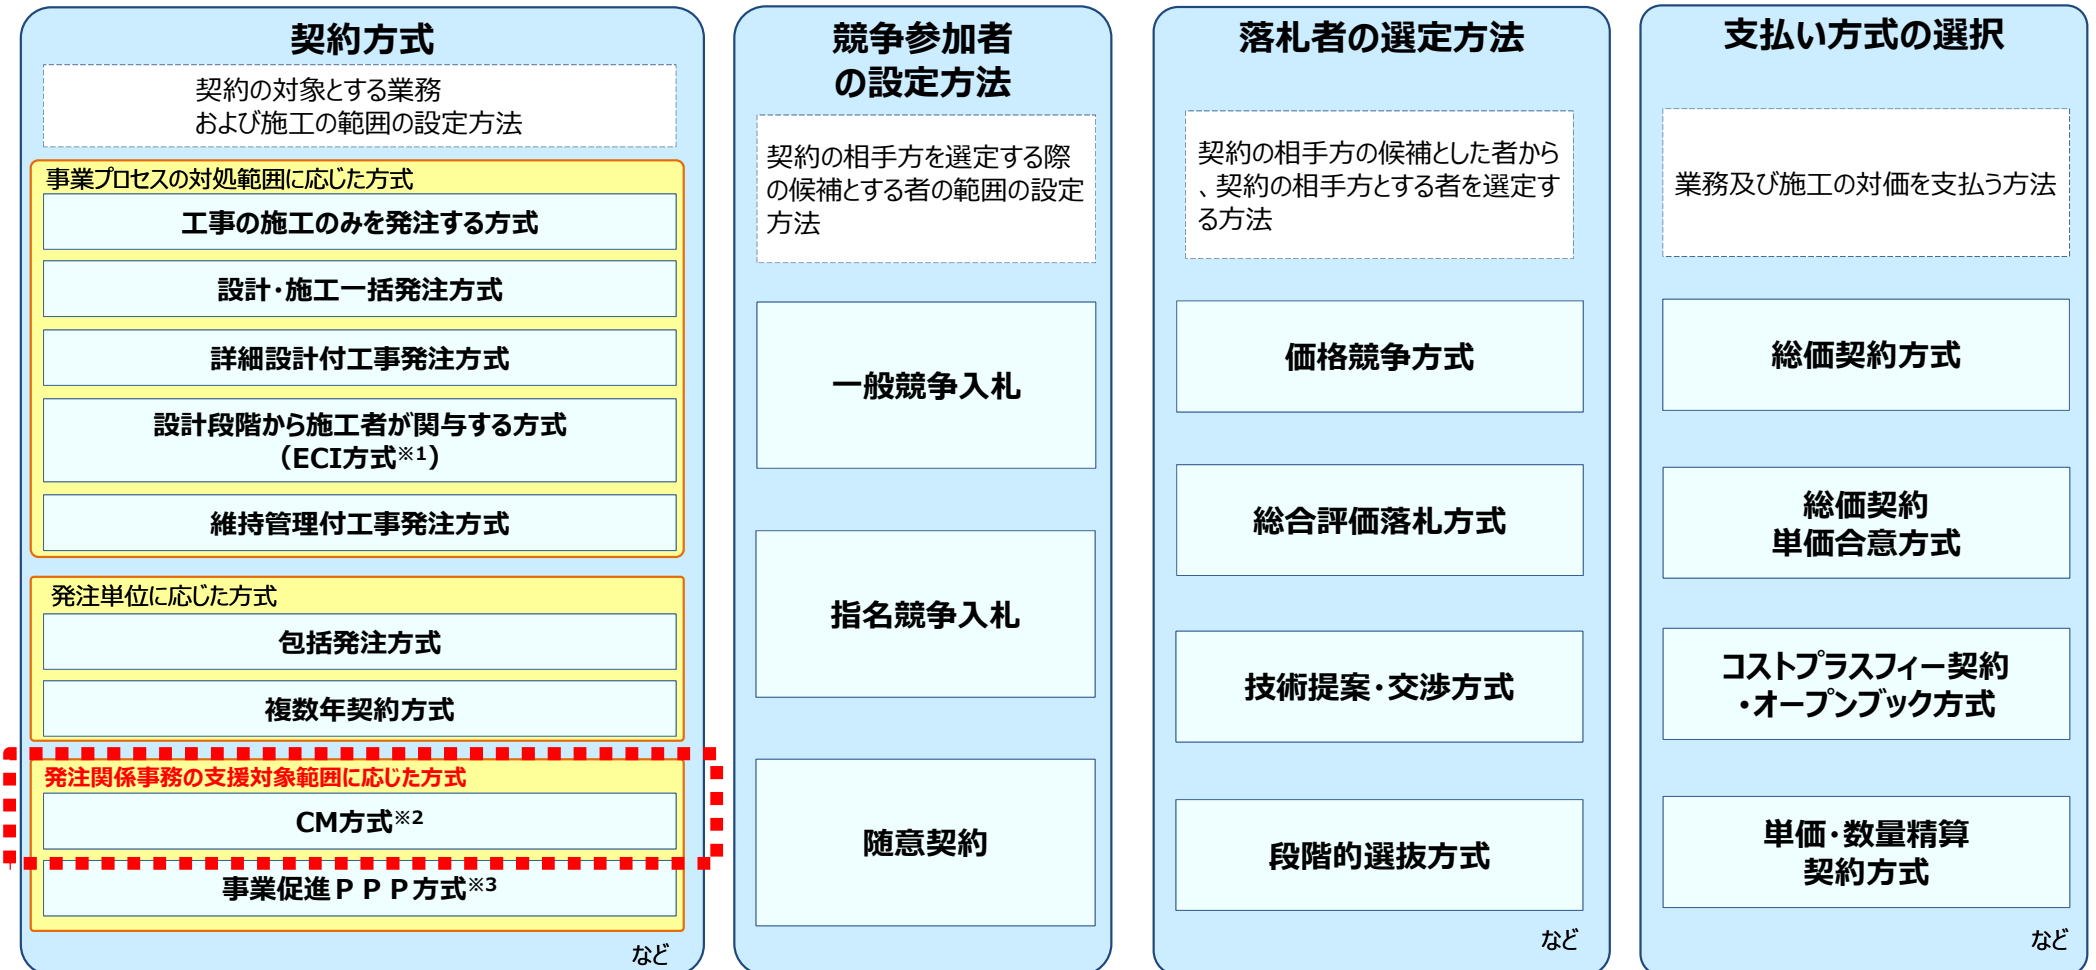 契約方式
契約の対象とする業務
および施工の範囲の設定方法
事業プロセスの対処範囲に応じた方式
工事の施工のみを発注する方式
設計・施工一括発注方式
詳細設計付工事発注方式
設計段階から施工者が関与する方式
（ECI方式※1）
維持管理付工事発注方式
発注単位に応じた方式
包括発注方式
複数年契約方式
発注関係事務の支援対象範囲に応じた方式
CM方式※2
事業促進ＰＰＰ方式※3
など
競争参加者
の設定方法
契約の相手方を選定する際
の候補とする者の範囲の設定
方法
一般競争入札
指名競争入札
随意契約
落札者の選定方法
契約の相手方の候補とした者から
、契約の相手方とする者を選定す
る方法
価格競争方式
総合評価落札方式
技術提案・交渉方式
段階的選抜方式
など
支払い方式の選択
業務及び施工の対価を支払う方法
総価契約方式
総価契約
単価合意方式
コストプラスフィー契約
・オープンブック方式
単価・数量精算
契約方式
など